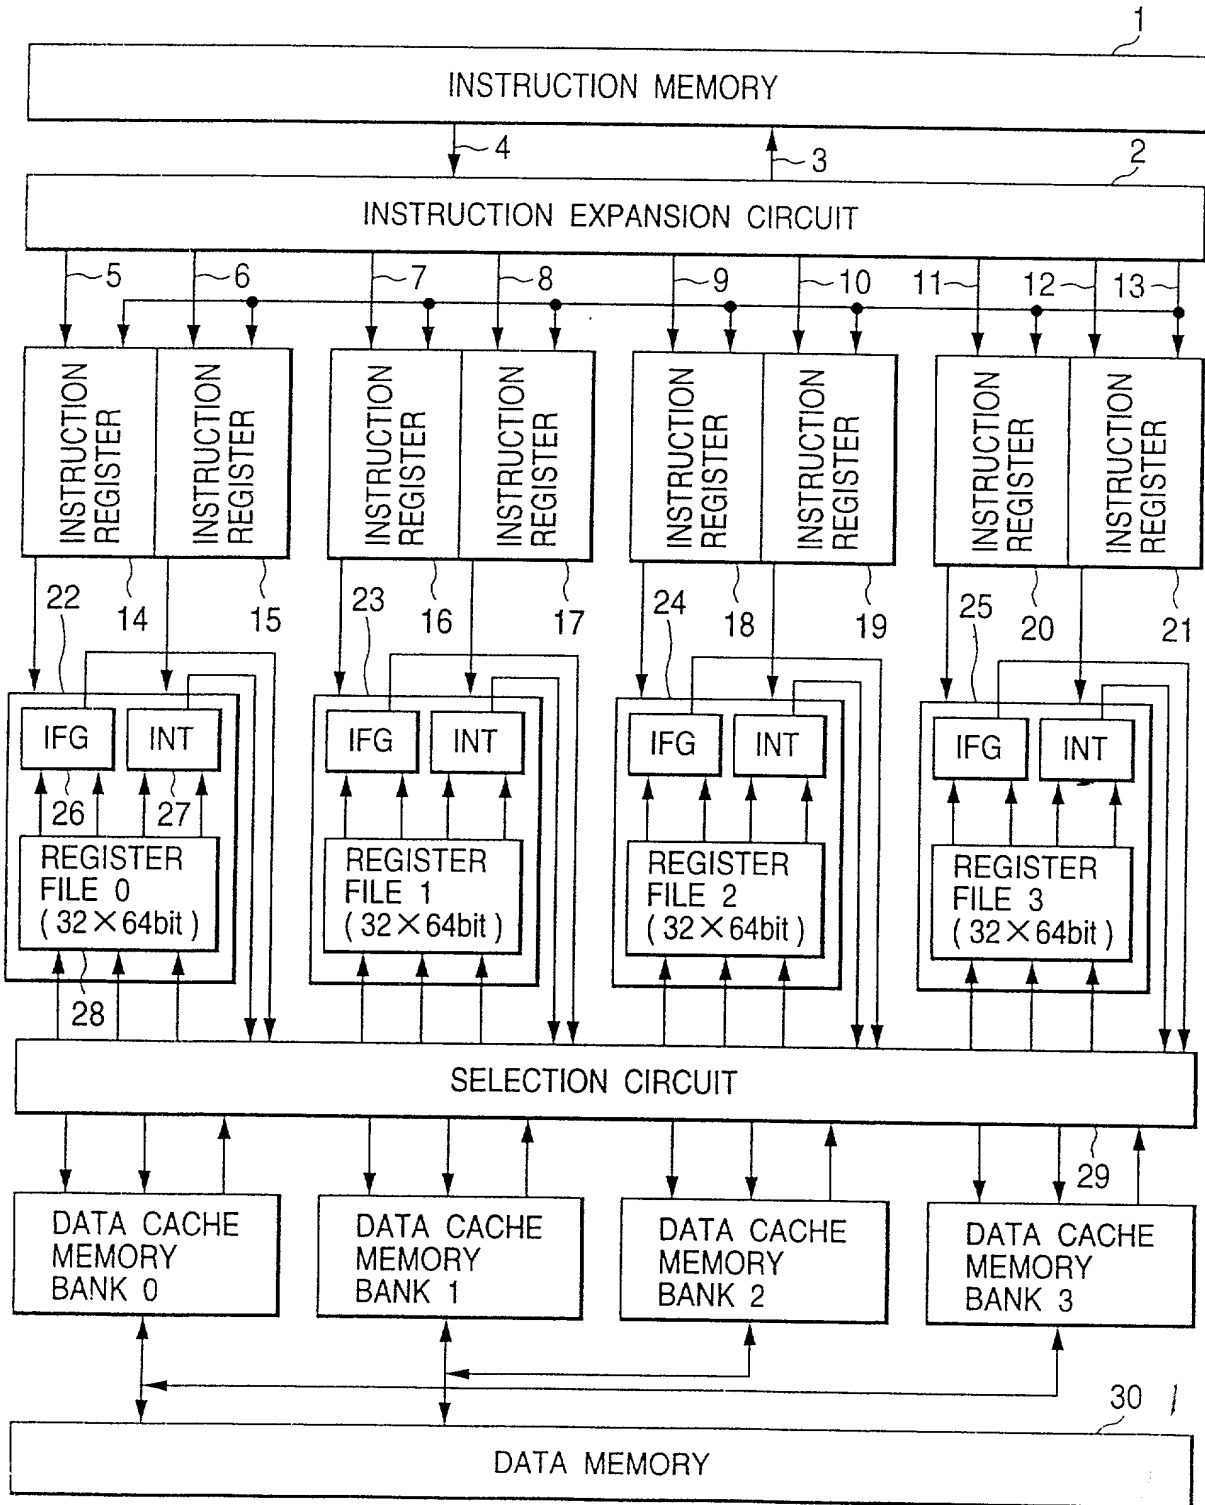 1
INSTRUCTION MEMORY
4
3
2
INSTRUCTION EXPANSION CIRCUIT
5
6
7
8
9
10
11
12
13
INSTRUCTION
REGISTER
INSTRUCTION
REGISTER
INSTRUCTION
REGISTER
INSTRUCTION
REGISTER
INSTRUCTION
REGISTER
INSTRUCTION
REGISTER
INSTRUCTION
REGISTER
INSTRUCTION
REGISTER
22
14
15
23
16
17
24
18
19
25
20
21
IFG
INT
IFG
INT
IFG
INT
IFG
INT
26
27
REGISTER
FILE 0
(32×64bit)
REGISTER
FILE 1
(32×64bit)
REGISTER
FILE 2
(32×64bit)
REGISTER
FILE 3
(32×64bit)
28
SELECTION CIRCUIT
29
DATA CACHE
MEMORY
BANK 0
DATA CACHE
MEMORY
BANK 1
DATA CACHE
MEMORY
BANK 2
DATA CACHE
MEMORY
BANK 3
30
DATA MEMORY